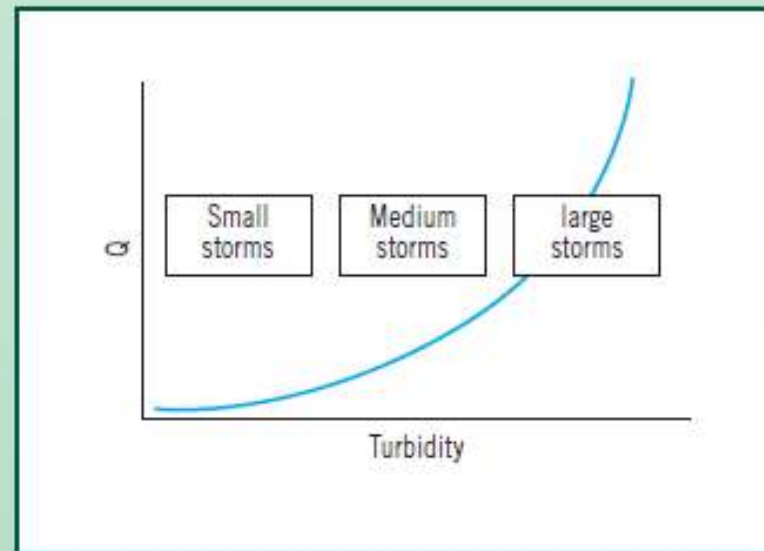 Small
storms
Medium
storms
large
storms
Q
Turbidity